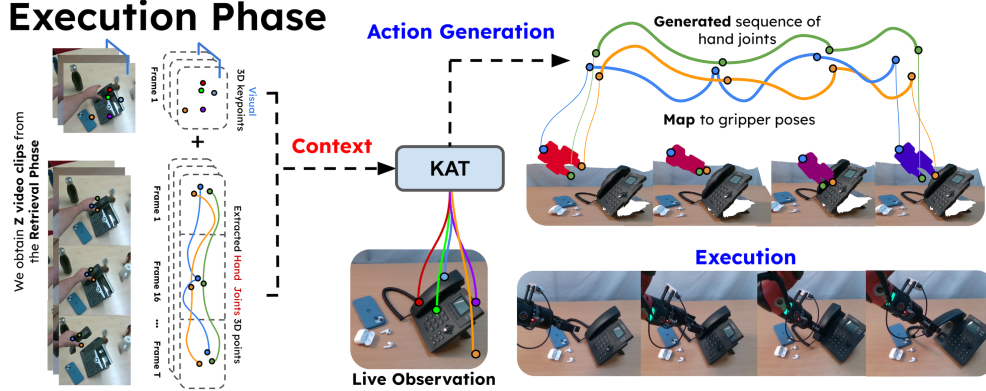 Execution Phase
We obtain Z video clips from
the Retrieval Phase
Frame 1
Visual
3D keypoints
+
Frame 1
Frame 16
...
Frame T
Extracted Hand Joints 3D points
Context
KAT
Action Generation
Live Observation
Generated sequence of
hand joints
Map to gripper poses
Execution